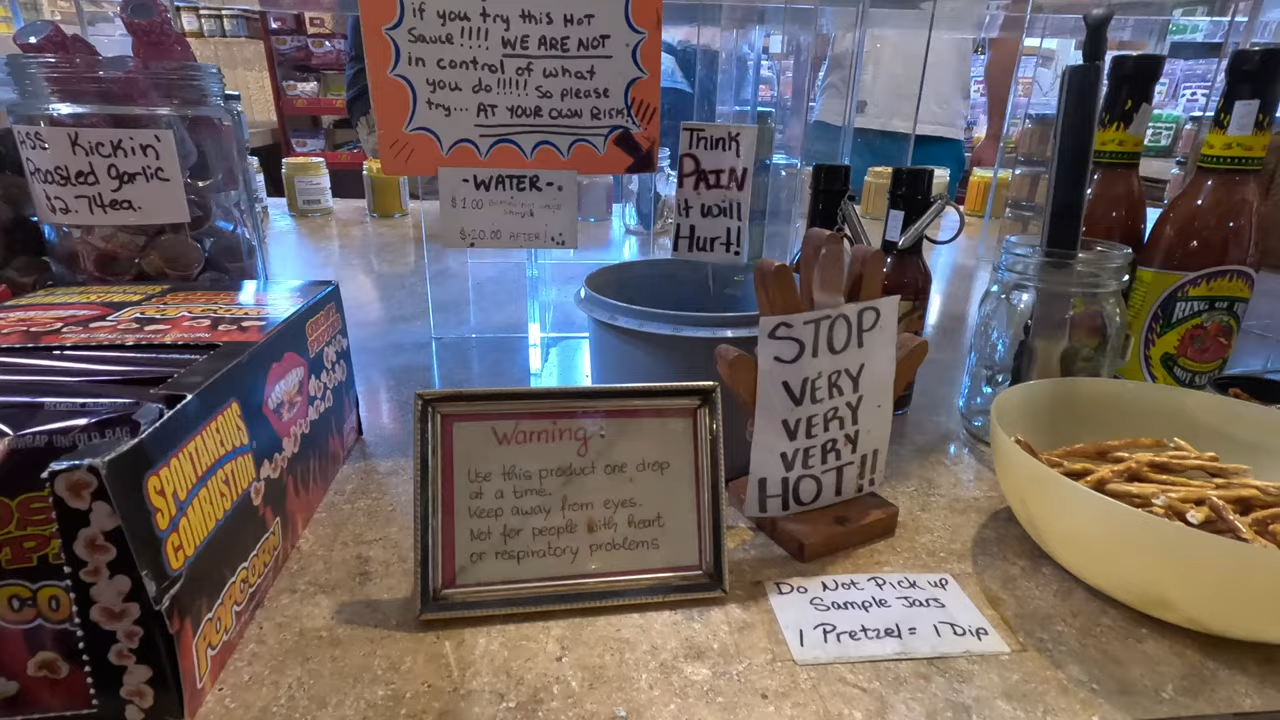 if you try this HOT
Sauce!!!! WE ARE NOT
in control of what
you do!!!!! So please
try... AT YOUR OWN RISK!
ASS Kickin'
Roasted garlic
$2.74ea.
-WATER-
$1.00
$20.00 AFTER!
Think
PAIN
it will
Hurt!
STOP
VERY
VERY
VERY
HOT!!
Warning
Use this product one drop
at a time.
Keep away from eyes.
Not for people with heart
or respiratory problems
Do Not Pick up
Sample Jars
1 Pretzel = 1 Dip
SPONTANEOUS
COMBUSTION
POPCORN
UNFOLD BAG
RING OF
HOT